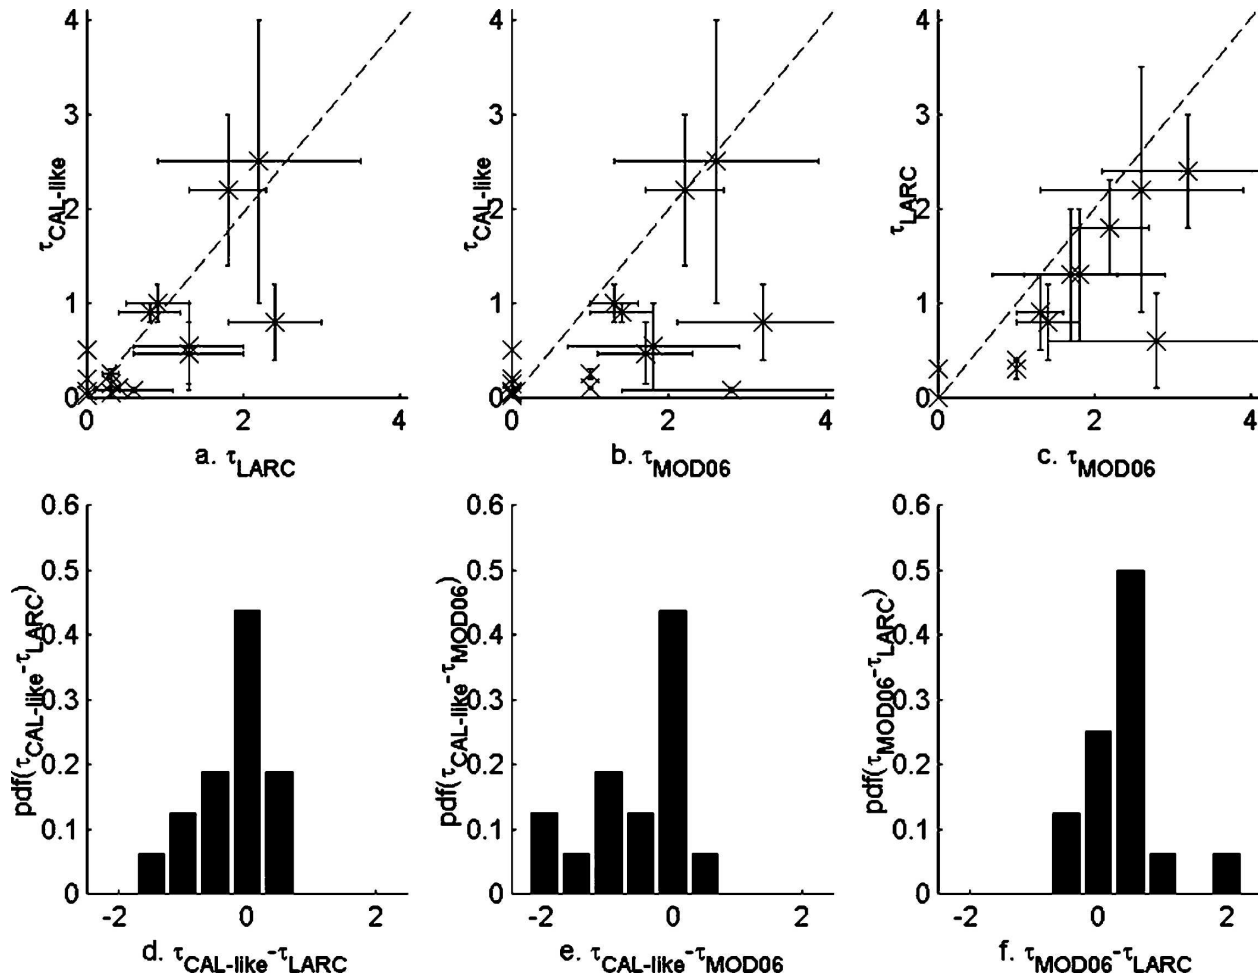 4
3
2
1
0
τCAL-like
0 2 4
a. τLARC
4
3
2
1
0
τCAL-like
0 2 4
b. τMOD06
4
3
2
1
0
τLARC
0 2 4
c. τMOD06
0.6
0.5
0.4
0.3
0.2
0.1
0
pdf(τCAL-like-τLARC)
-2 0 2
d. τCAL-like-τLARC
0.6
0.5
0.4
0.3
0.2
0.1
0
pdf(τCAL-like-τMOD06)
-2 0 2
e. τCAL-like-τMOD06
0.6
0.5
0.4
0.3
0.2
0.1
0
pdf(τMOD06-τLARC)
-2 0 2
f. τMOD06-τLARC